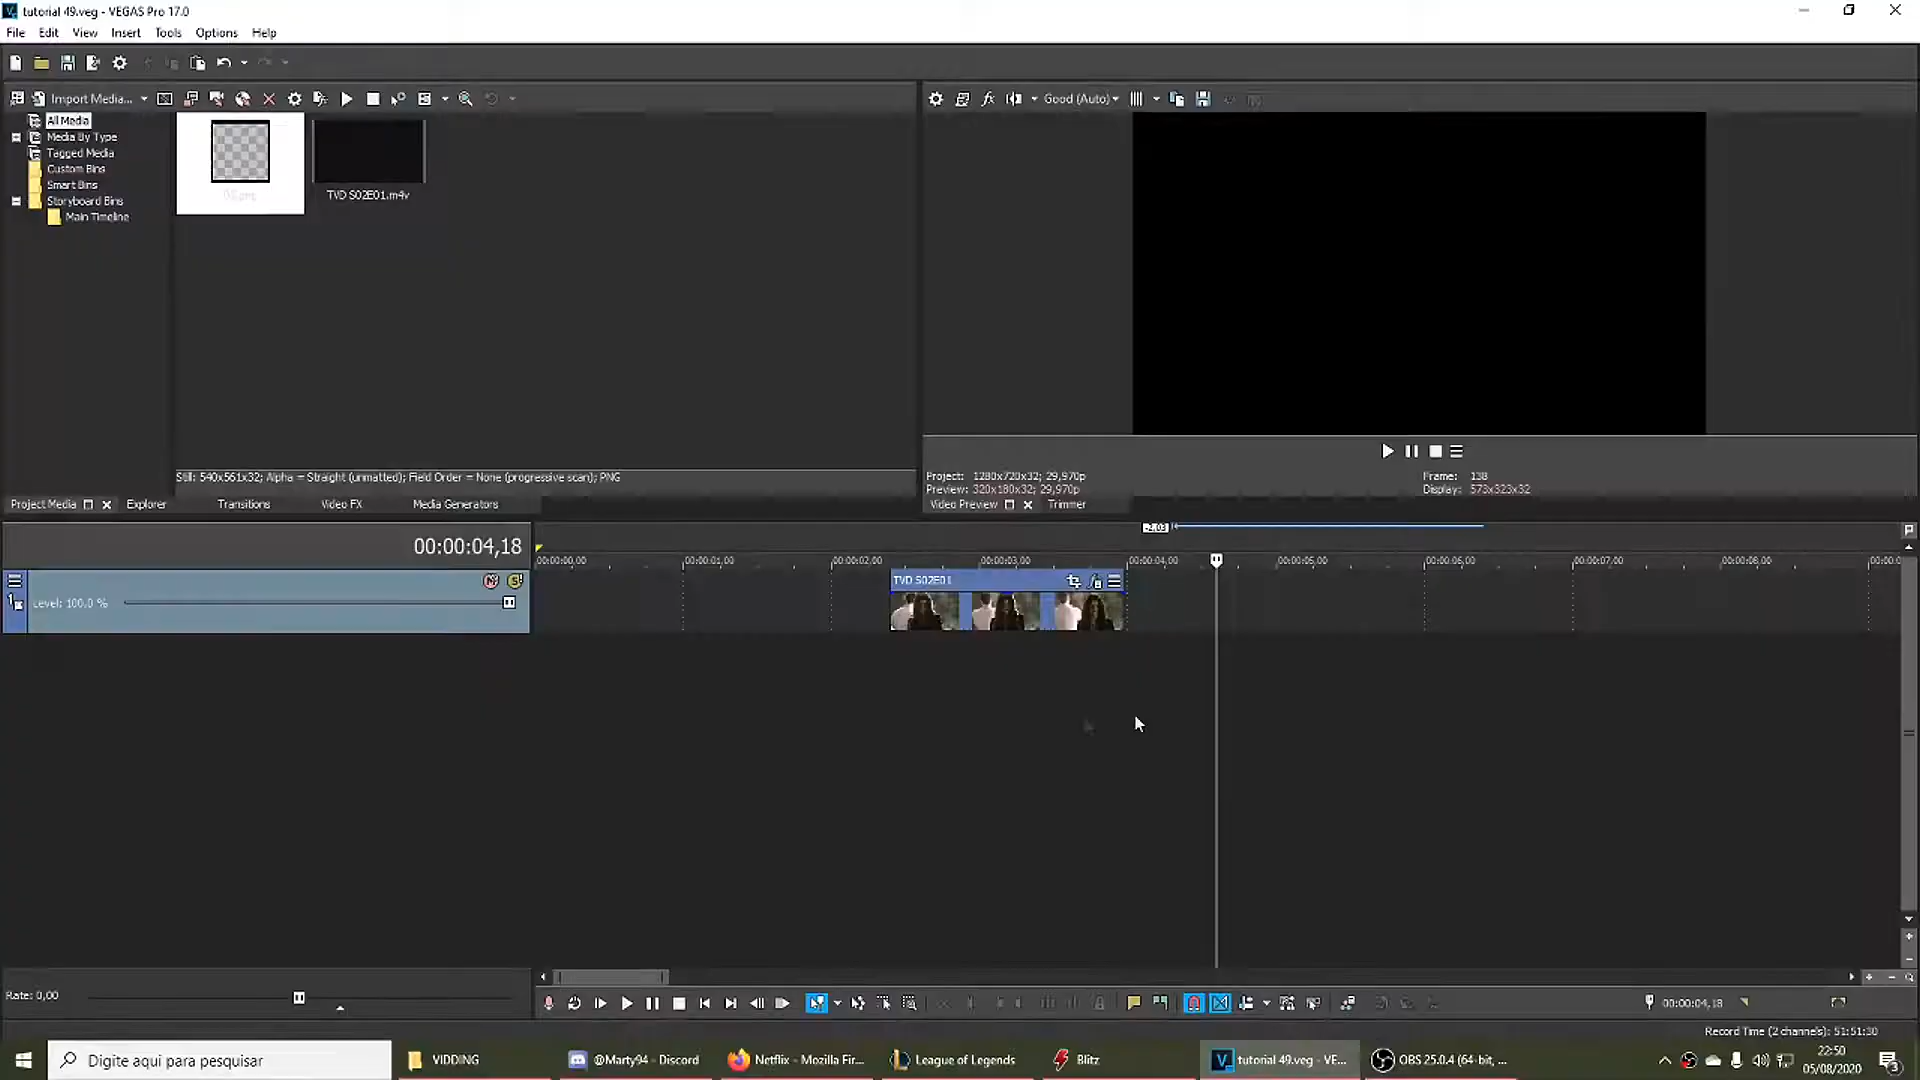 tutorial 49.veg - VEGAS Pro 17.0
File Edit View Insert Tools Options Help
Import Media...
Good (Auto)
All Media
Media By Type
Tagged Media
Custom Bins
Smart Bins
Storyboard Bins
Main Timeline
TVD S02E01.m4v
Still: 540x561x32; Alpha = Straight (unmatted); Field Order = None (progressive scan); PNG
Project: 1280x720x32; 29,970p
Preview: 320x180x32; 29,970p
Frame: 138
Display: 573x323x32
Project Media Explorer Transitions Video FX Media Generators
Video Preview Trimmer
-2,03
00:00:04,18
00:00:00,00 00:00:01,00 00:00:02,00 00:00:03,00 00:00:04,00 00:00:05,00 00:00:06,00 00:00:07,00 00:00:08,00 00:00:0
TVD S02E01
Level: 100,0 %
Rate: 0,00
00:00:04,18
Record Time (2 channels): 51:51:30
Digite aqui para pesquisar
VIDDING
@Marty94 - Discord
Netflix - Mozilla Fir...
League of Legends
Blitz
tutorial 49.veg - VE...
OBS 25.0.4 (64-bit, ...
22:50
05/08/2020
3